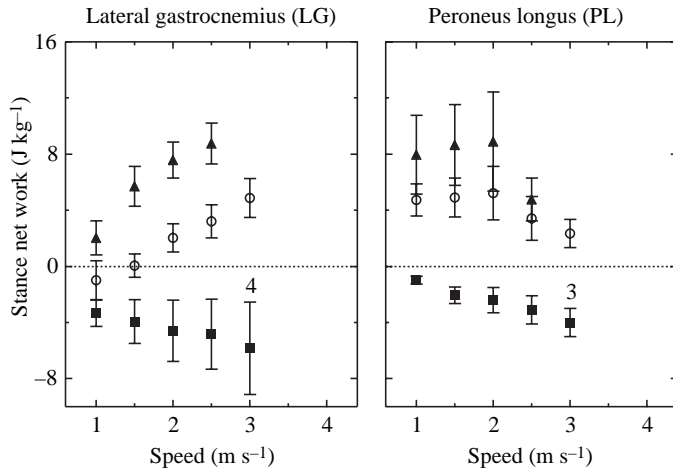 Lateral gastrocnemius (LG)
Peroneus longus (PL)
Stance net work (J kg⁻¹)
16
8
0
–8
4
3
1 2 3 4
1 2 3 4
Speed (m s⁻¹)
Speed (m s⁻¹)